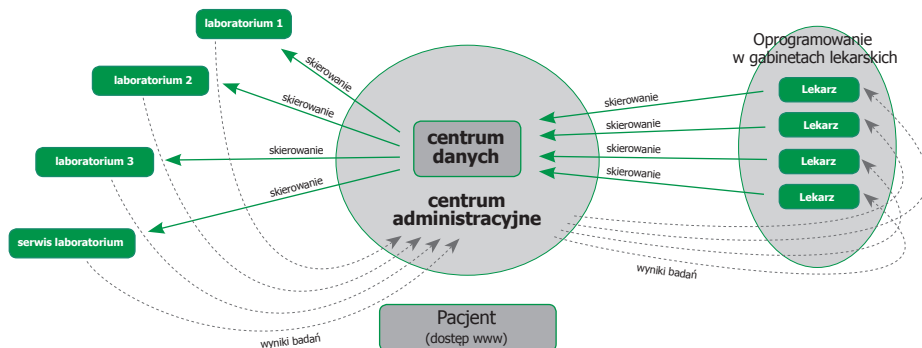 laboratorium 1
laboratorium 2
laboratorium 3
serwis laboratorium
skierowanie
skierowanie
skierowanie
skierowanie
wyniki badań
centrum
danych
centrum
administracyjne
Pacjent
(dostęp www)
skierowanie
skierowanie
skierowanie
skierowanie
wyniki badań
Oprogramowanie
w gabinetach lekarskich
Lekarz
Lekarz
Lekarz
Lekarz